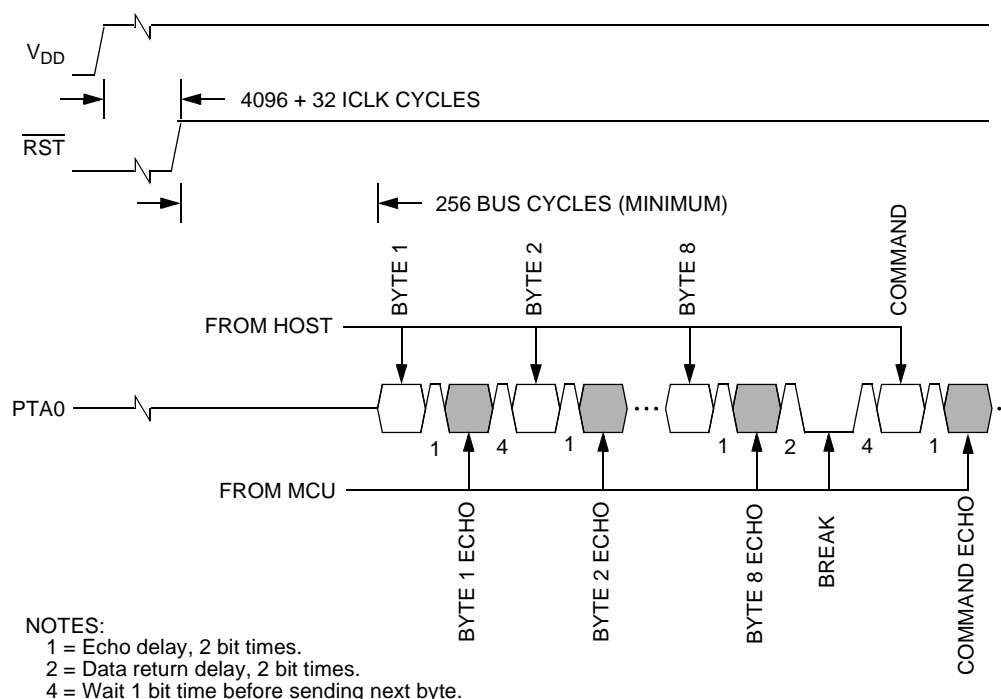 VDD
4096 + 32 ICLK CYCLES
RST
256 BUS CYCLES (MINIMUM)
BYTE 1
BYTE 2
BYTE 8
COMMAND
FROM HOST
PTA0
...
...
1
4
1
1
2
4
1
FROM MCU
BYTE 1 ECHO
BYTE 2 ECHO
BYTE 8 ECHO
BREAK
COMMAND ECHO
NOTES:
1 = Echo delay, 2 bit times.
2 = Data return delay, 2 bit times.
4 = Wait 1 bit time before sending next byte.